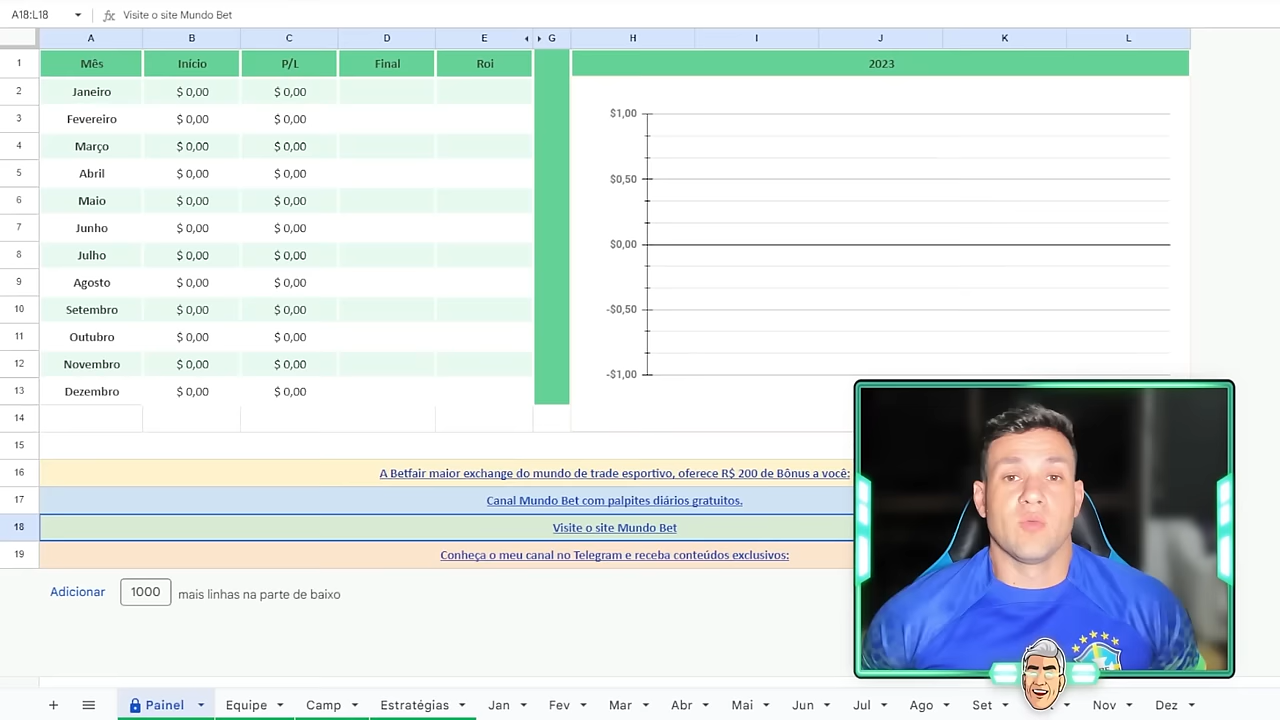 A18:L18 fx Visite o site Mundo Bet
A B C D E G H I J K L
1 Mês Início P/L Final Roi 2023
2 Janeiro $ 0,00 $ 0,00
3 Fevereiro $ 0,00 $ 0,00
4 Março $ 0,00 $ 0,00
5 Abril $ 0,00 $ 0,00
6 Maio $ 0,00 $ 0,00
7 Junho $ 0,00 $ 0,00
8 Julho $ 0,00 $ 0,00
9 Agosto $ 0,00 $ 0,00
10 Setembro $ 0,00 $ 0,00
11 Outubro $ 0,00 $ 0,00
12 Novembro $ 0,00 $ 0,00
13 Dezembro $ 0,00 $ 0,00
14
15
$1,00
$0,50
$0,00
-$0,50
-$1,00
16 A Betfair maior exchange do mundo de trade esportivo, oferece R$ 200 de Bônus a você:
17 Canal Mundo Bet com palpites diários gratuitos.
18 Visite o site Mundo Bet
19 Conheça o meu canal no Telegram e receba conteúdos exclusivos:
Adicionar 1000 mais linhas na parte de baixo
Painel Equipe Camp Estratégias Jan Fev Mar Abr Mai Jun Jul Ago Set Nov Dez